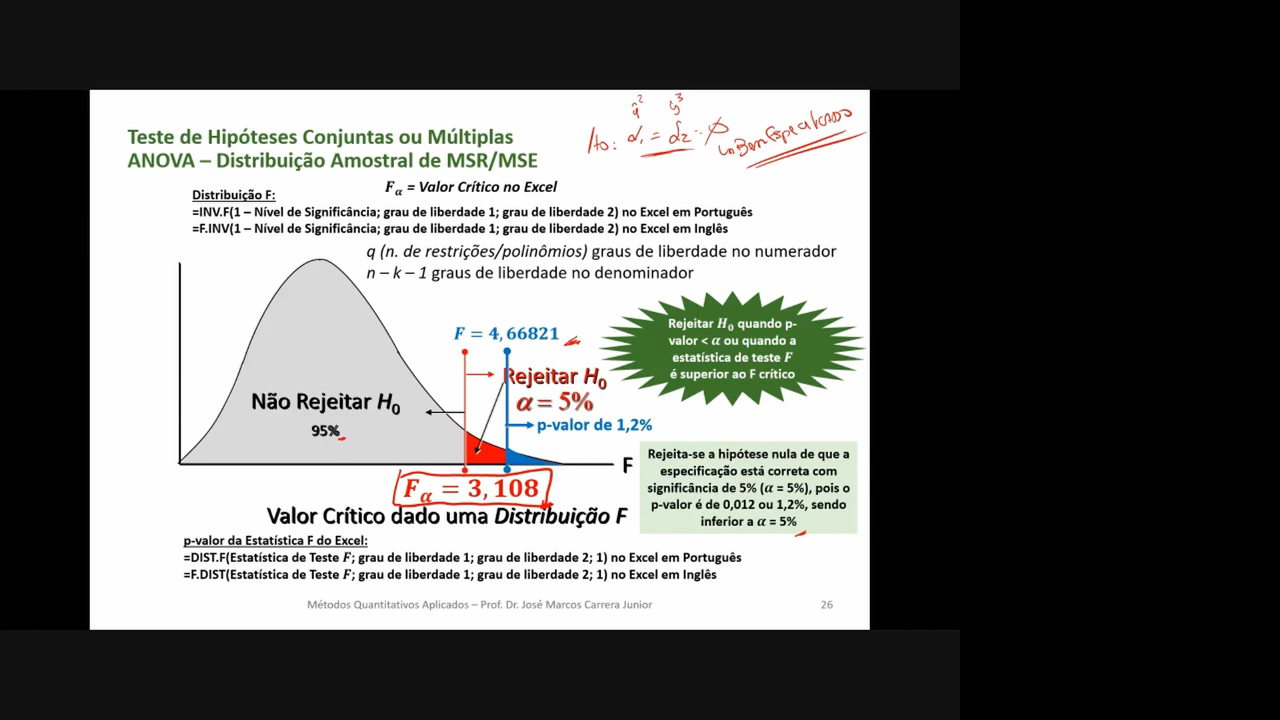 ŷ² ŷ³
H₀: α₁ = α₂ = ∅
↳ Bem Especificado
Teste de Hipóteses Conjuntas ou Múltiplas
ANOVA – Distribuição Amostral de MSR/MSE
Fα = Valor Crítico no Excel
Distribuição F:
=INV.F(1 – Nível de Significância; grau de liberdade 1; grau de liberdade 2) no Excel em Português
=F.INV(1 – Nível de Significância; grau de liberdade 1; grau de liberdade 2) no Excel em Inglês
q (n. de restrições/polinômios) graus de liberdade no numerador
n – k – 1 graus de liberdade no denominador
F = 4,66821
Rejeitar H₀ quando p-
valor < α ou quando a
estatística de teste F
é superior ao F crítico
Rejeitar H₀
α = 5%
p-valor de 1,2%
Não Rejeitar H₀
95%
F
Fα = 3,108
Valor Crítico dado uma Distribuição F
Rejeita-se a hipótese nula de que a
especificação está correta com
significância de 5% (α = 5%), pois o
p-valor é de 0,012 ou 1,2%, sendo
inferior a α = 5%
p-valor da Estatística F do Excel:
=DIST.F(Estatística de Teste F; grau de liberdade 1; grau de liberdade 2; 1) no Excel em Português
=F.DIST(Estatística de Teste F; grau de liberdade 1; grau de liberdade 2; 1) no Excel em Inglês
Métodos Quantitativos Aplicados – Prof. Dr. José Marcos Carrera Junior
26